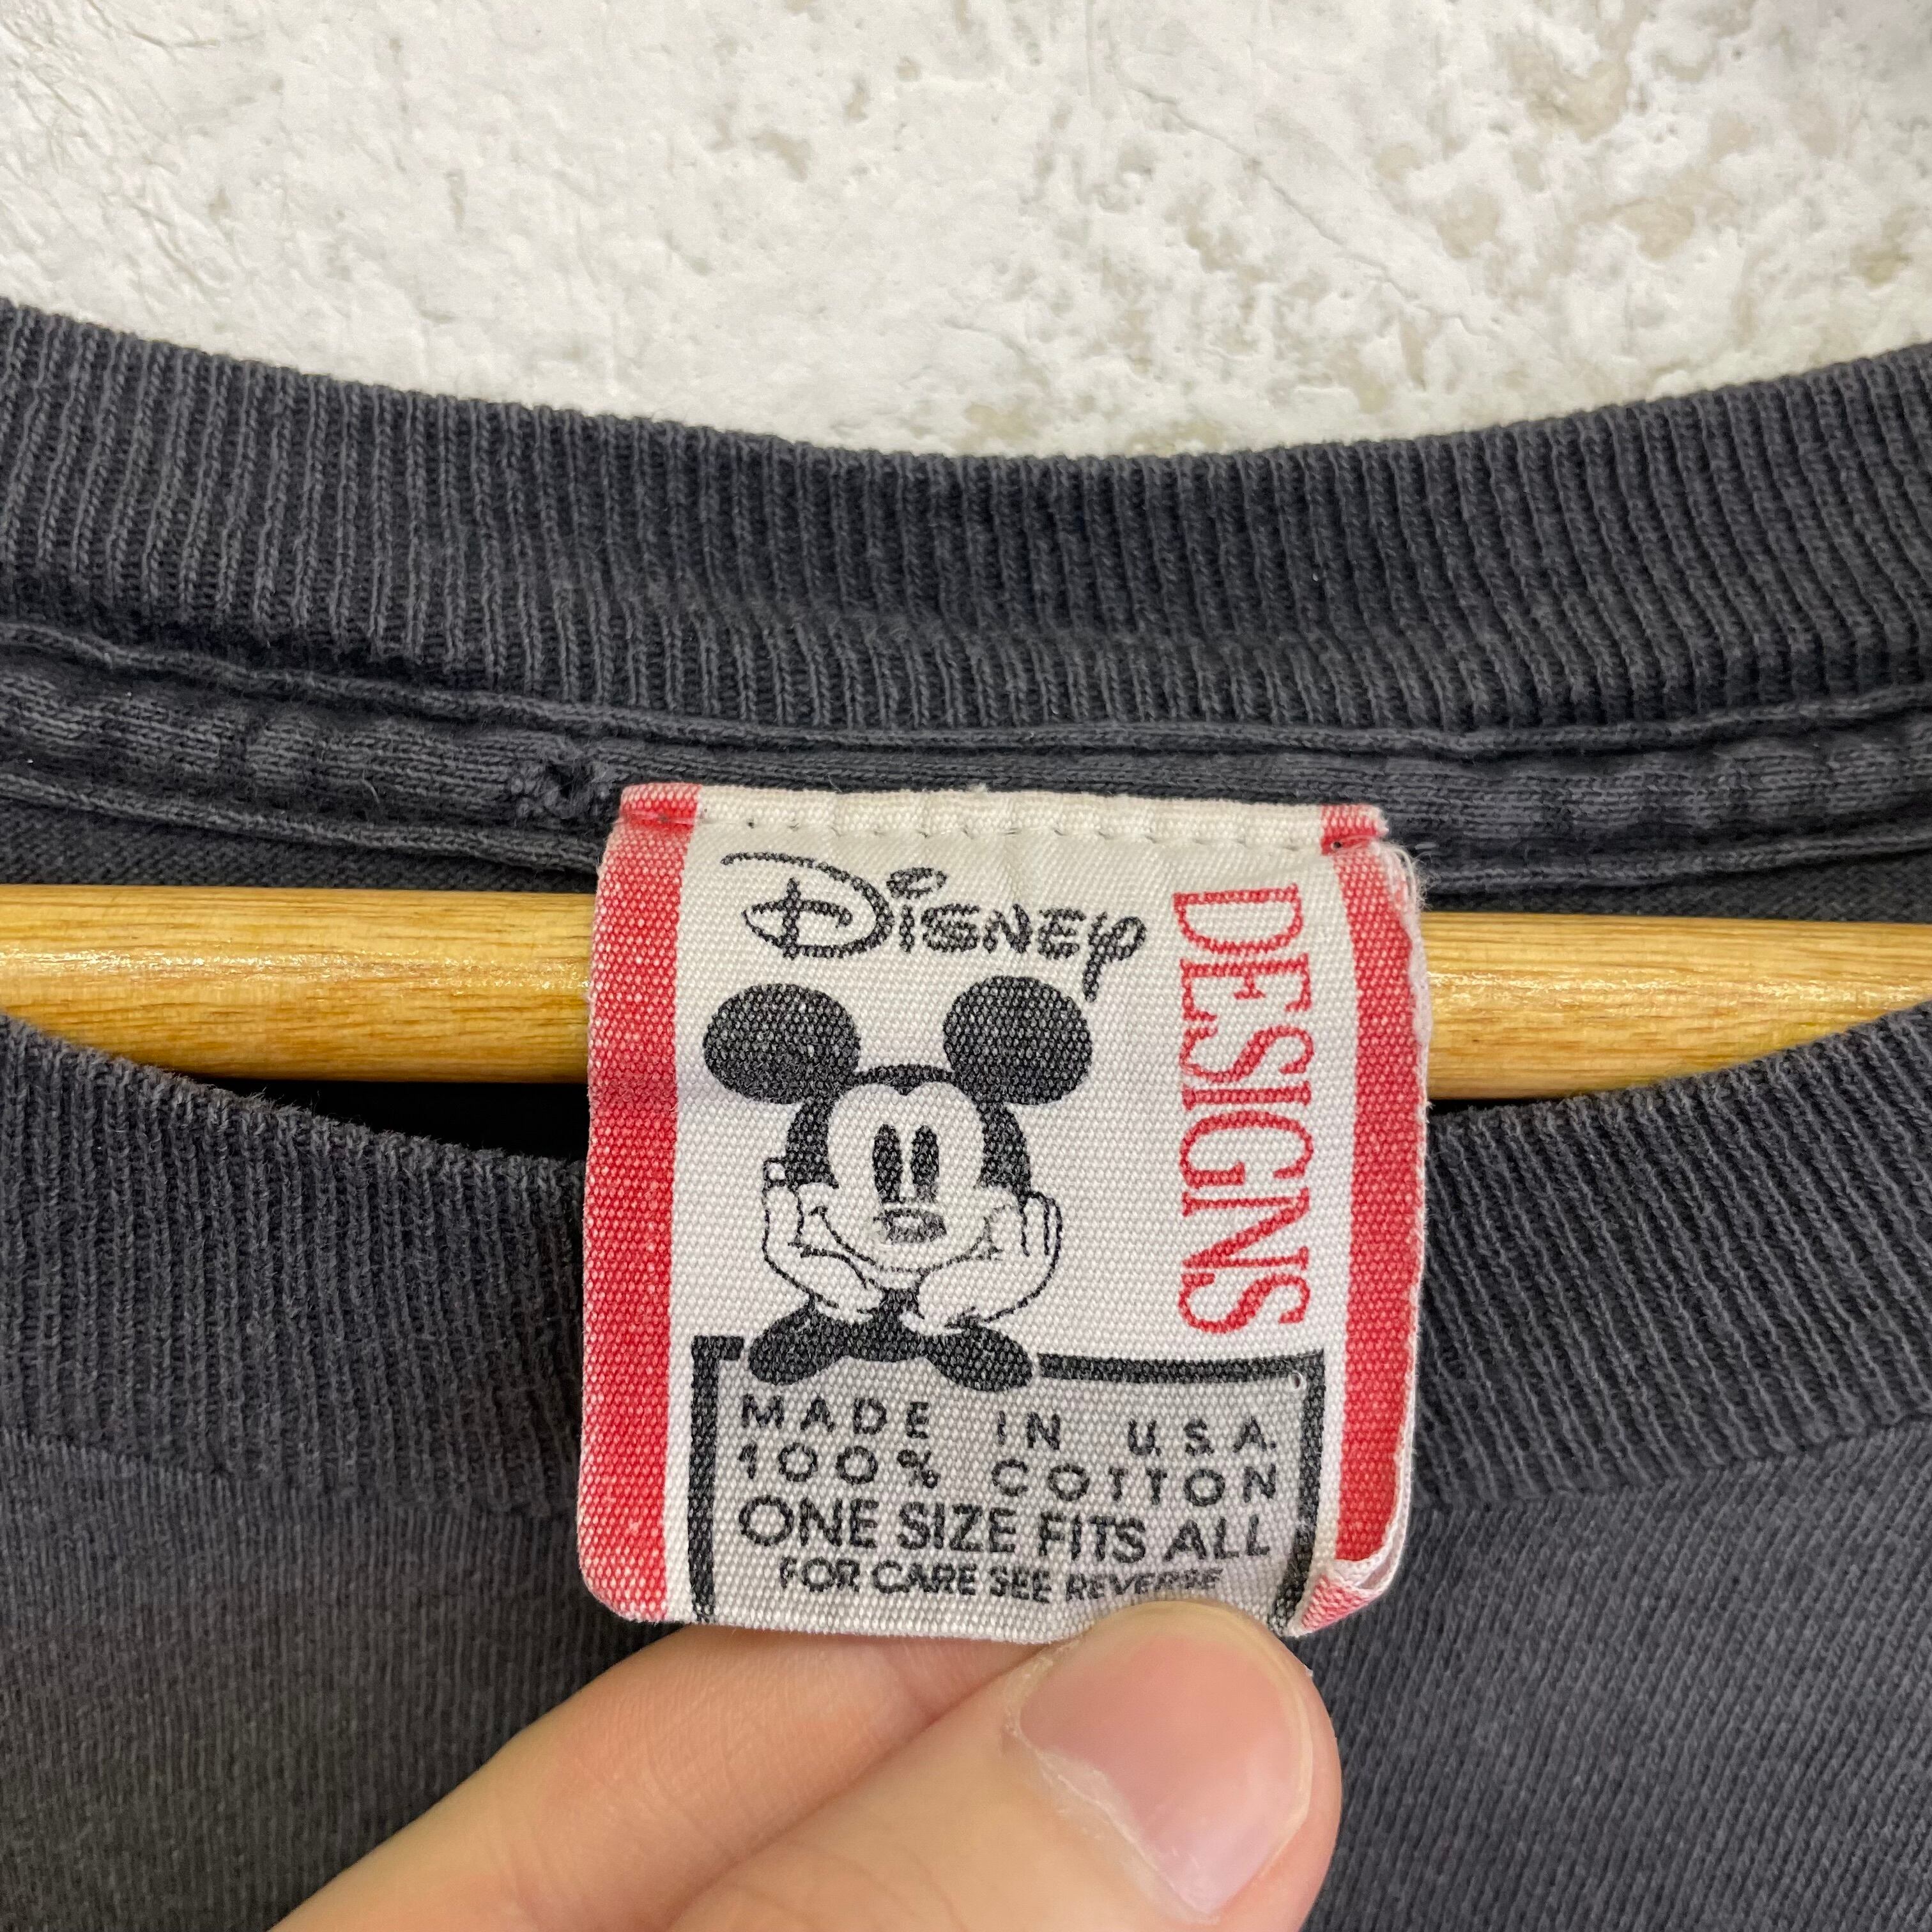 Disney
DESIGNS
MADE IN U.S.A.
100% COTTON
ONE SIZE FITS ALL
FOR CARE SEE REVERSE